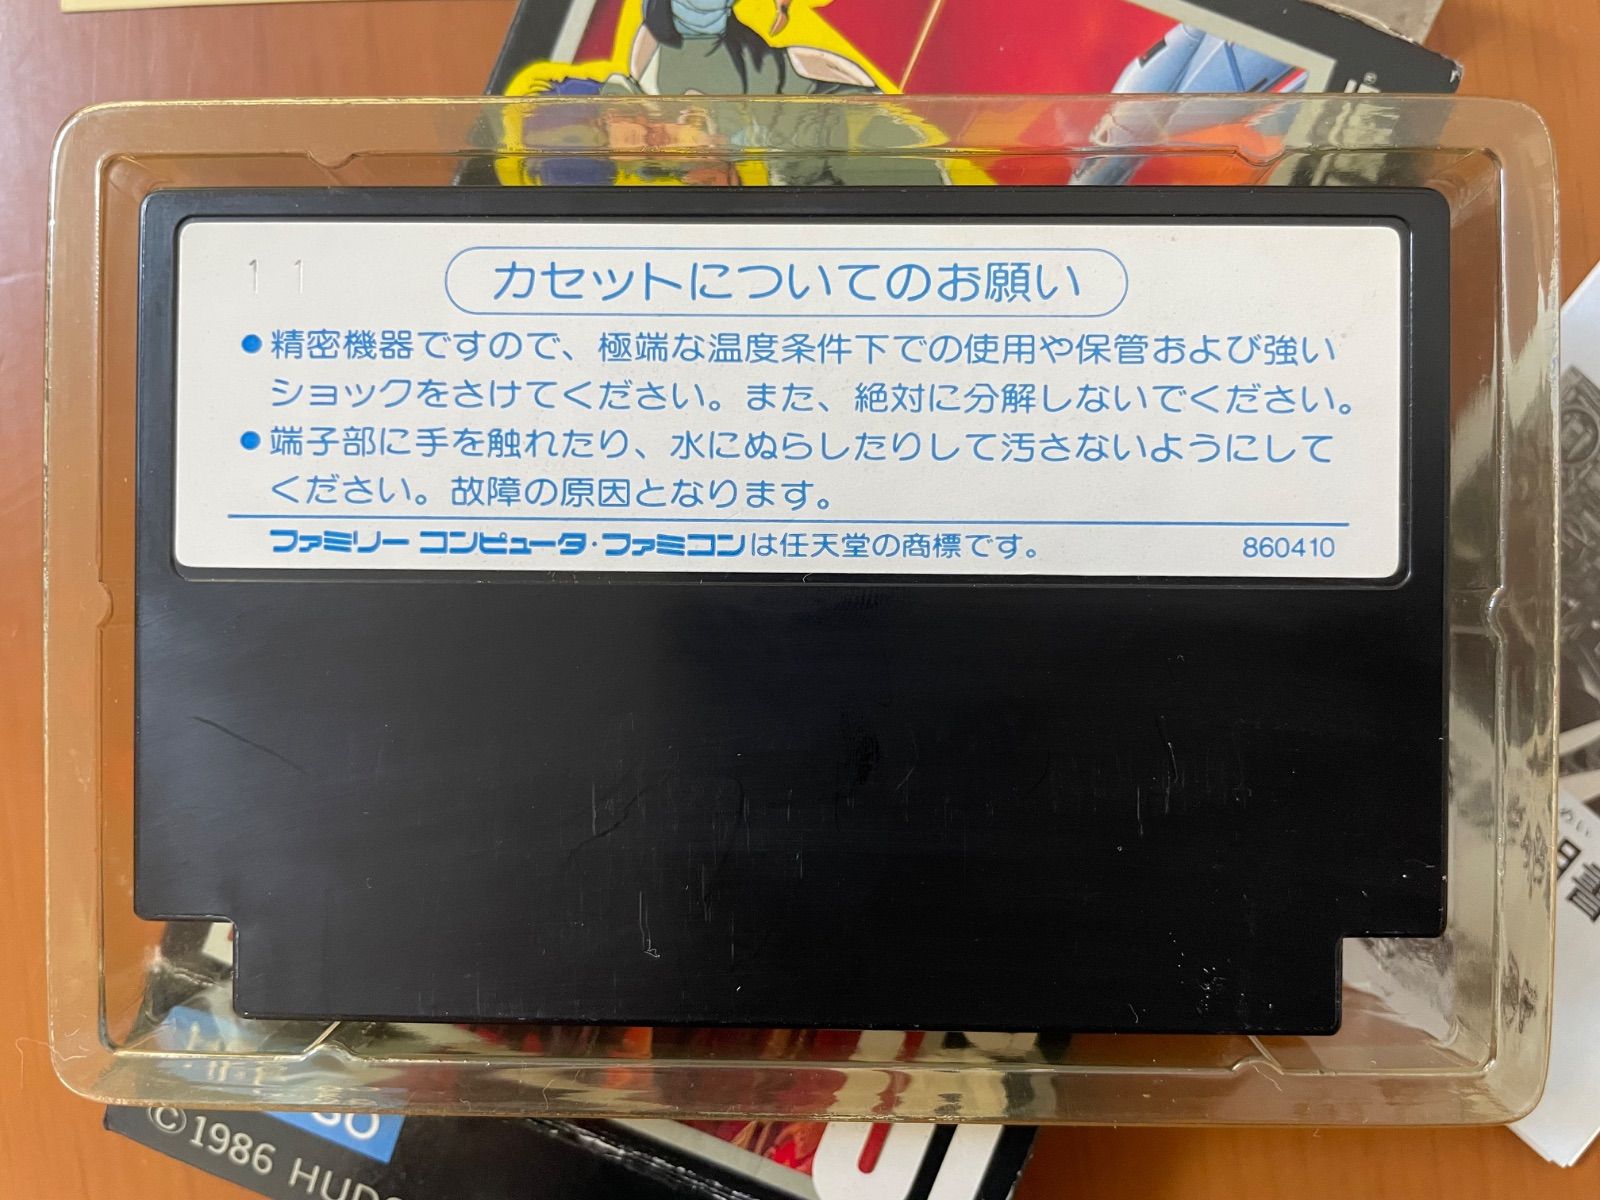 11
カセットについてのお願い
●精密機器ですので、極端な温度条件下での使用や保管および強い
ショックをさけてください。また、絶対に分解しないでください。
●端子部に手を触れたり、水にぬらしたりして汚さないようにして
ください。故障の原因となります。
ファミリー コンピュータ・ファミコンは任天堂の商標です。 860410
明書
©1986 HUDSON